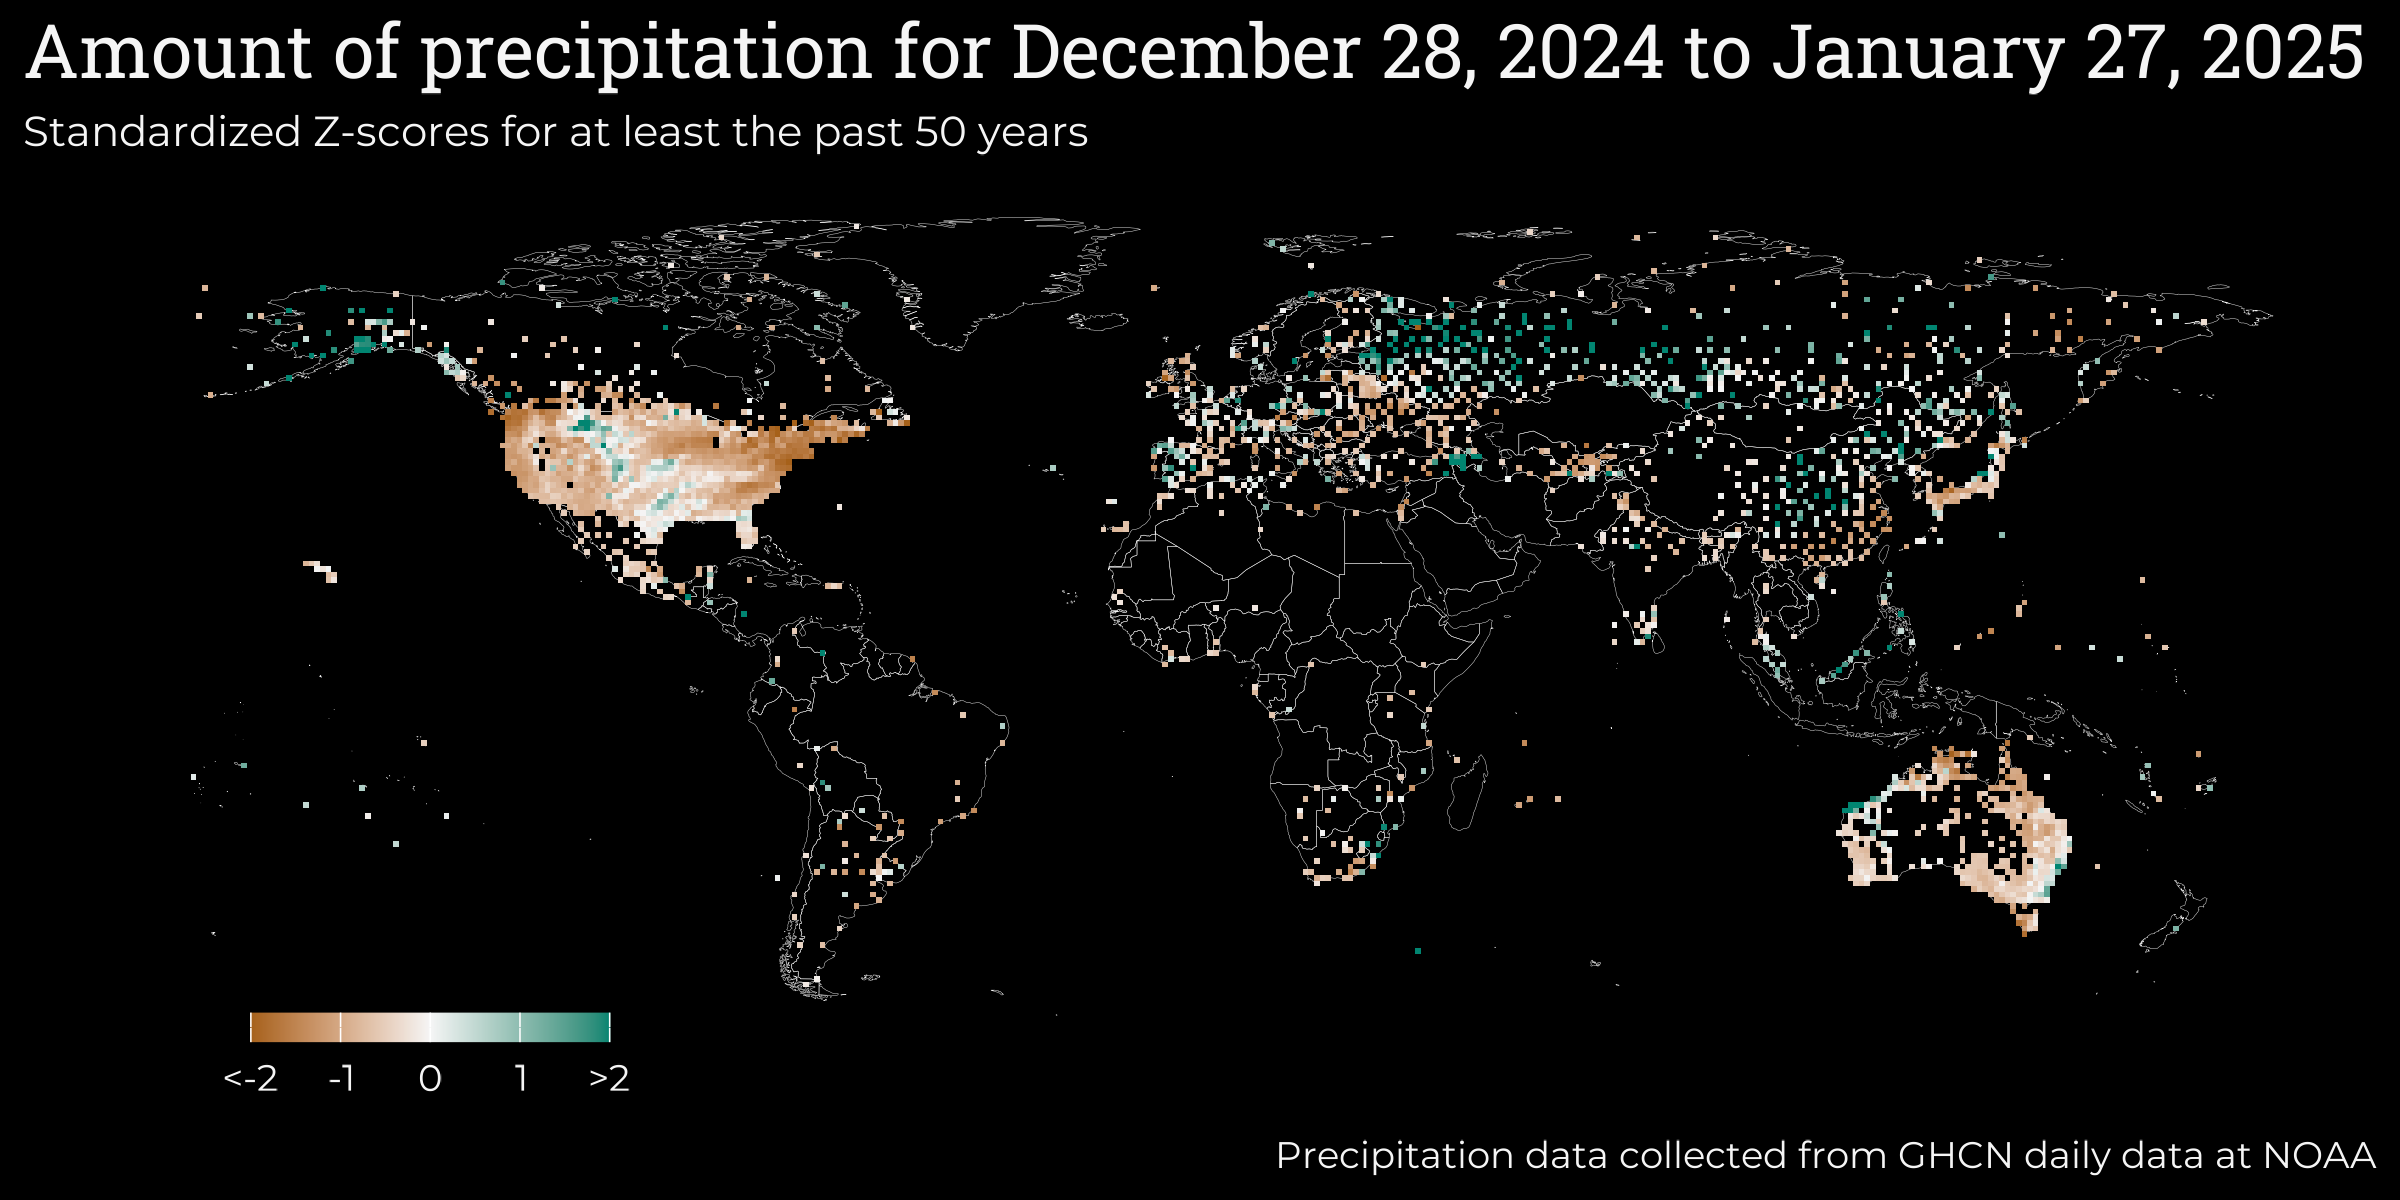 Amount of precipitation for December 28, 2024 to January 27, 2025
Standardized Z-scores for at least the past 50 years
<-2 -1 0 1 >2
Precipitation data collected from GHCN daily data at NOAA